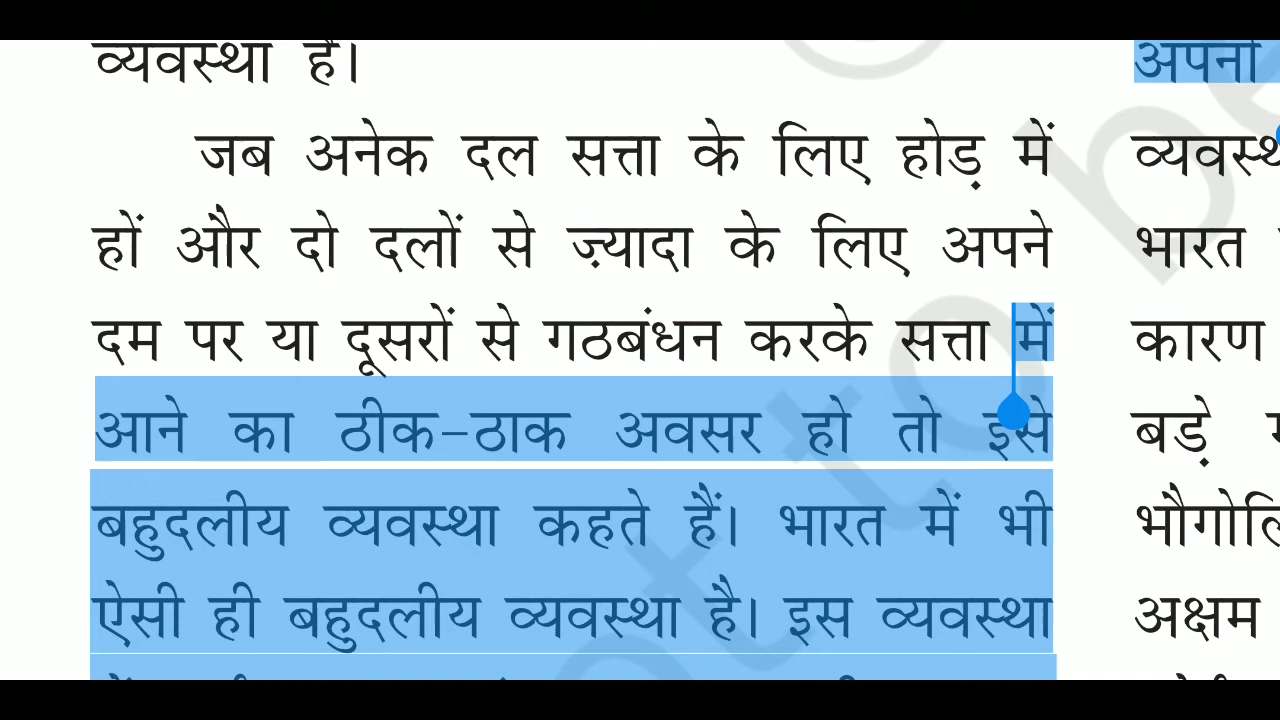 व्यवस्था है।
जब अनेक दल सत्ता के लिए होड़ में
हों और दो दलों से ज़्यादा के लिए अपने
दम पर या दूसरों से गठबंधन करके सत्ता में
आने का ठीक-ठाक अवसर हो तो इसे
बहुदलीय व्यवस्था कहते हैं। भारत में भी
ऐसी ही बहुदलीय व्यवस्था है। इस व्यवस्था
अपनी
भारत
कारण
बड़े
अक्षम